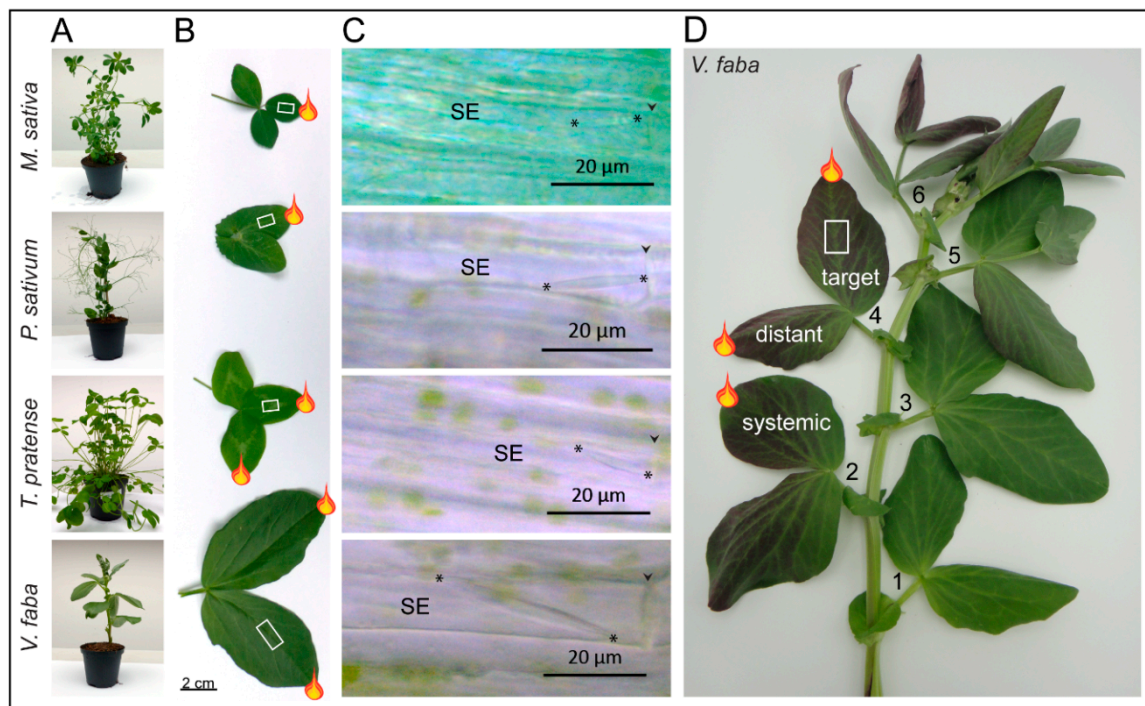 A
B
C
D
M. sativa
P. sativum
T. pratense
V. faba
2 cm
SE
* *
20 µm
SE
* *
20 µm
SE
*
*
20 µm
*
SE
*
20 µm
V. faba
6
5
target
4
distant
3
systemic
2
1